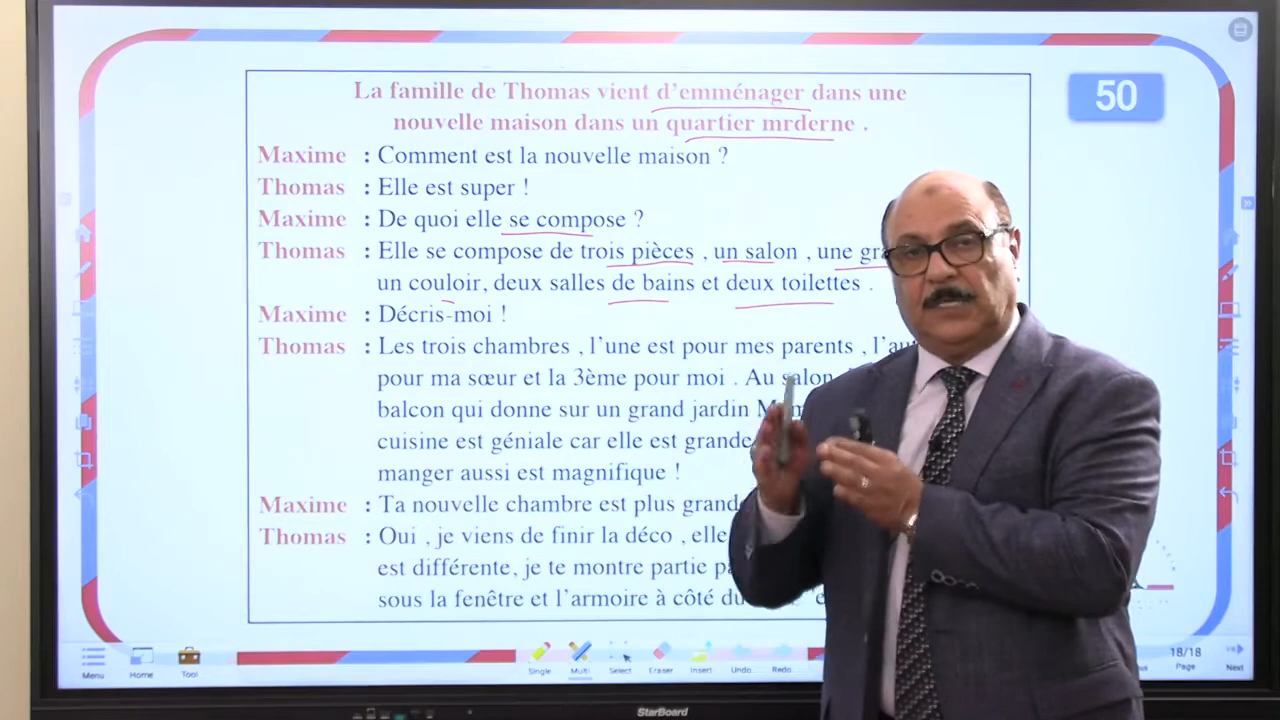 50
La famille de Thomas vient d'emménager dans une
nouvelle maison dans un quartier mrderne .
Maxime : Comment est la nouvelle maison ?
Thomas : Elle est super !
Maxime : De quoi elle se compose ?
Thomas : Elle se compose de trois pièces , un salon , une
un couloir, deux salles de bains et deux toilettes .
Maxime : Décris-moi !
Thomas : Les trois chambres , l'une est pour mes parents ,
pour ma sœur et la 3ème pour moi . Au salon
balcon qui donne sur un grand jardin
cuisine est géniale car elle est grande
manger aussi est magnifique !
Maxime : Ta nouvelle chambre est plus
Thomas : Oui , je viens de finir la déco , elle
est différente, je te montre partie
sous la fenêtre et l'armoire à côté
Menu Home Tool Single Multi Select Eraser Insert Undo Redo 18/18 Page Next
StarBoard